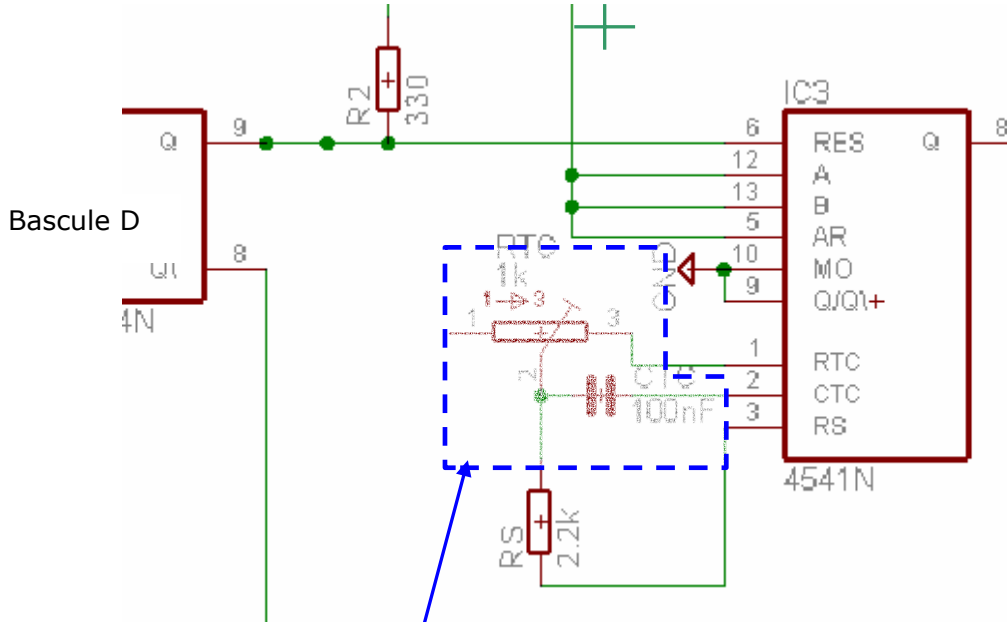 R2
330
Q
9
Bascule D
Q\
8
4N
IC3
6
RES
Q
8
12
A
13
B
5
AR
10
MO
9
Q/Q\+
1
RTC
2
CTC
3
RS
4541N
GND
RTC
1k
1
3
1
3
2
CTC
100nF
RS
2.2k